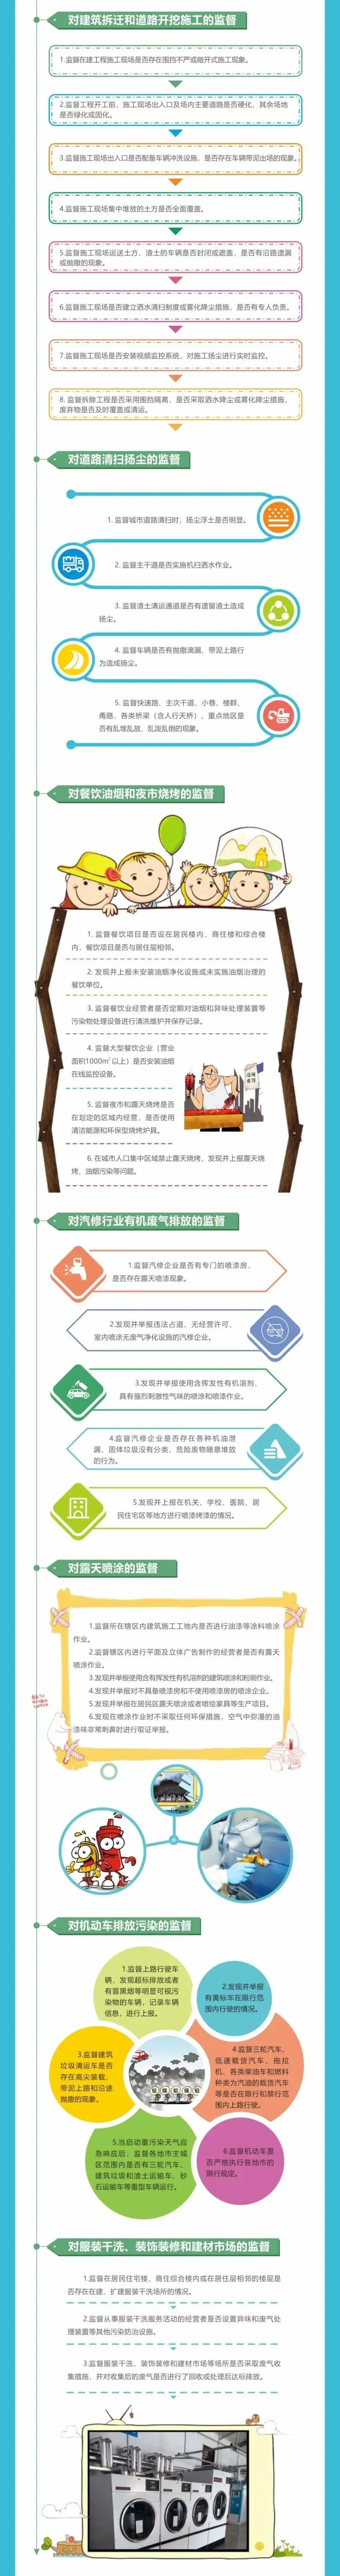 对建筑拆迁和道路开挖施工的监督
1.监督在建工程施工现场是否存在围挡不严或敞开式施工现象。
2.监督工程开工前，施工现场出入口及场内主要道路是否硬化，其余场地
是否绿化或固化。
3.监督施工现场出入口是否配备车辆冲洗设施，是否存在车辆带泥出场的现象。
4.监督施工现场集中堆放的土方是否全面覆盖。
5.监督施工现场运送土方、渣土的车辆是否封闭或遮盖，是否有沿路遗漏
或抛撒的现象。
6.监督施工现场是否建立洒水清扫制度或雾化降尘措施，是否有专人负责。
7.监督施工现场是否安装视频监控系统，对施工扬尘进行实时监控。
8. 监督拆除工程是否采用围挡隔离，是否采取洒水降尘或雾化降尘措施，
废弃物是否及时覆盖或清运。
对道路清扫扬尘的监督
1. 监督城市道路清扫时，扬尘浮土是否明显。
2. 监督主干道是否实施机扫洒水作业。
3. 监督渣土清运通道是否有遗留渣土造成
扬尘。
4. 监督车辆是否有抛撒滴漏、带泥上路行
为造成扬尘。
5. 监督快速路、主次干道、小巷、楼群、
甬路，各类桥梁（含人行天桥）、重点地区是
否有乱堆乱放、乱泼乱倒的现象。
对餐饮油烟和夜市烧烤的监督
1. 监督餐饮项目是否设在居民楼内，商住楼和综合楼
内，餐饮项目是否与居住层相邻。
2. 发现并上报未安装油烟净化设施或未实施油烟治理的
餐饮单位。
3. 监督餐饮业经营者是否定期对油烟和异味处理装置等
污染物处理设备进行清洗维护并保存记录。
4. 监督大型餐饮企业（营业
面积1000m²以上）是否安装油烟
在线监控设备。
5. 监督夜市和露天烧烤是否
在划定的区域内经营，是否使用
清洁能源和环保型烧烤炉具。
6. 在城市人口集中区域禁止露天烧烤，发现并上报露天烧
烤、油烟污染等问题。
对汽修行业有机废气排放的监督
1.监督汽修企业是否有专门的喷漆房，
是否存在露天喷漆现象。
2.发现并举报违法占道，无经营许可，
室内喷涂无废气净化设施的汽修企业。
3.发现并举报使用含挥发性有机溶剂，
具有强烈刺激性气味的喷涂和喷漆作业。
4.监督汽修企业是否存在各种机油泄
漏，固体垃圾没有分类，危险废物随意堆放
的行为。
5.发现并上报在机关、学校、医院、居
民住宅区等地方进行喷漆烤漆的情况。
对露天喷涂的监督
1.监督所在辖区内建筑施工工地内是否进行油漆等涂料喷涂
作业。
2.监督辖区内进行平面及立体广告制作的经营者是否有露天
喷涂作业。
3.发现并举报使用含有挥发性有机溶剂的建筑喷涂和粉刷作业。
4.发现并举报对不具备喷漆房和不使用喷漆房的喷涂企业。
5.发现并举报在居民区露天喷涂或者喷绘家具等生产项目。
6.发现在喷涂作业时不采取任何环保措施，空气中弥漫的油
漆味非常刺鼻时进行取证举报。
对机动车排放污染的监督
1.监督上路行驶车
辆，发现超标排放或者
有冒黑烟等明显可视污
染物的车辆，记录车辆
信息，进行上报。
2.发现并举报
有黄标车在限行范
围内行驶的情况。
3.监督建筑
垃圾清运车是否
存在高尖装载、
带泥上路和沿途
抛撒的现象。
4.监督三轮汽车、
低速载货汽车、拖拉
机、各类柴油车和燃料
种类为汽油的载货汽车
等是否在限行和禁行范
围内上路行驶。
5.当启动重污染天气应
急响应后，监督各地市主城
区范围内是否有三轮汽车、
建筑垃圾和渣土运输车、砂
石运输车等重型车辆运行。
6.监督机动车是
否严格执行各地市的
限行规定。
对服装干洗、装饰装修和建材市场的监督
1.监督在居民住宅楼、商住综合楼内或在居住层相邻的楼层是
否存在在建、扩建服装干洗场所的情况。
2.监督从事服装干洗服务活动的经营者是否设置异味和废气处
理装置等其他污染防治设施。
3.监督服装干洗、装饰装修和建材市场等场所是否采取废气收
集措施，并对收集后的废气是否进行了回收或处理后达标排放。